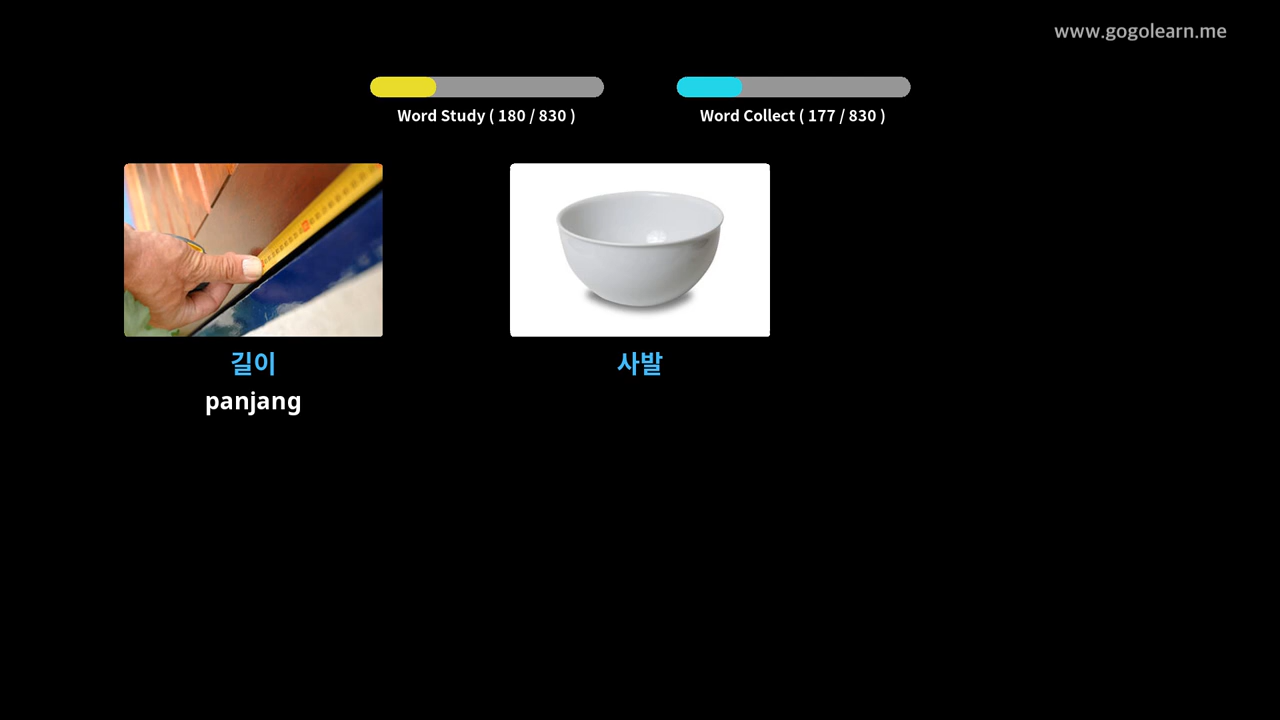 www.gogolearn.me
Word Study ( 180 / 830 )
Word Collect ( 177 / 830 )
길이
panjang
사발